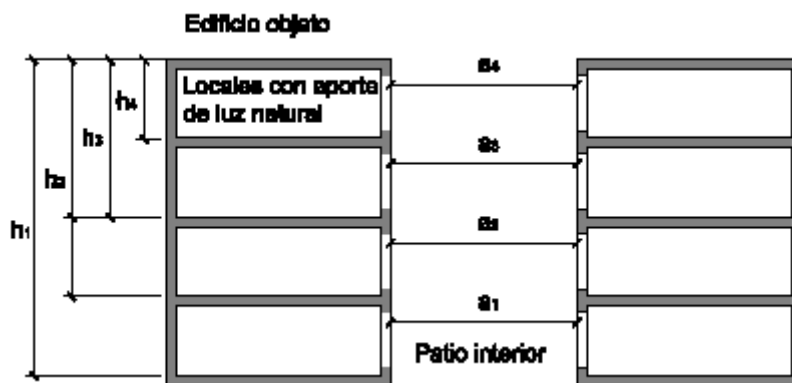 Edificio objeto
Locales con aporte
de luz natural
h4
h3
h2
h1
a4
a3
a2
a1
Patio interior